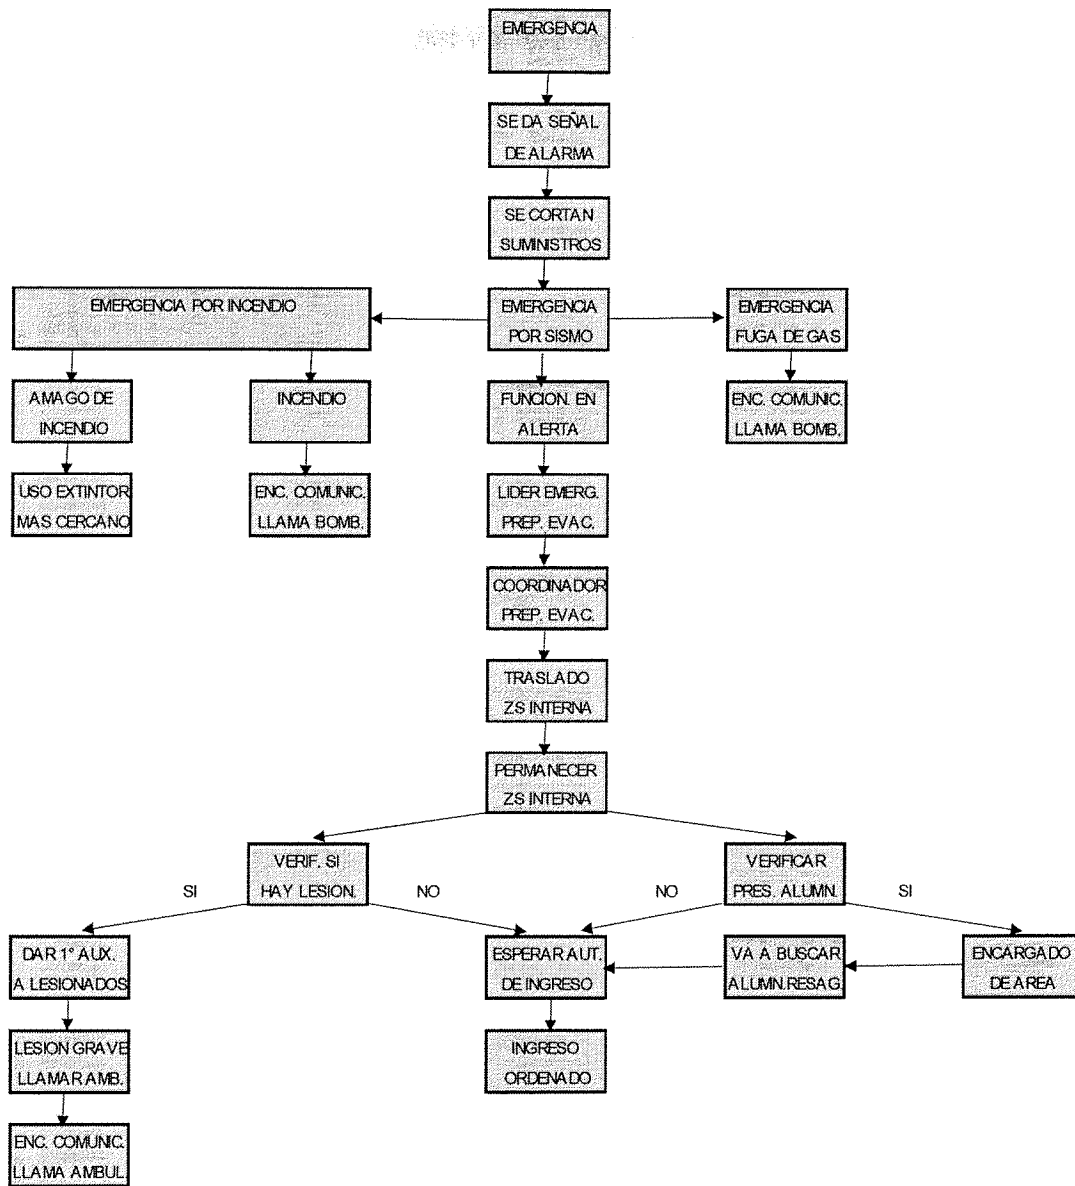 EMERGENCIA
SE DA SEÑAL
DE ALARMA
SE CORTAN
SUMINISTROS
EMERGENCIA POR INCENDIO
EMERGENCIA
POR SISMO
EMERGENCIA
FUGA DE GAS
AMAGO DE
INCENDIO
INCENDIO
FUNCION. EN
ALERTA
ENC. COMUNIC.
LLAMA BOMB.
USO EXTINTOR
MAS CERCANO
ENC. COMUNIC.
LLAMA BOMB.
LIDER EMERG.
PREP. EVAC.
COORDINADOR
PREP. EVAC.
TRASLADO
ZS INTERNA
PERMANECER
ZS INTERNA
VERIF. SI
HAY LESION.
VERIFICAR
PRES. ALUMN.
SI
NO
NO
SI
DAR 1° AUX.
A LESIONADOS
ESPERAR AUT.
DE INGRESO
VA A BUSCAR
ALUMN.RESAG.
ENCARGADO
DE AREA
LESION GRAVE
LLAMAR AMB.
INGRESO
ORDENADO
ENC. COMUNIC.
LLAMA AMBUL.